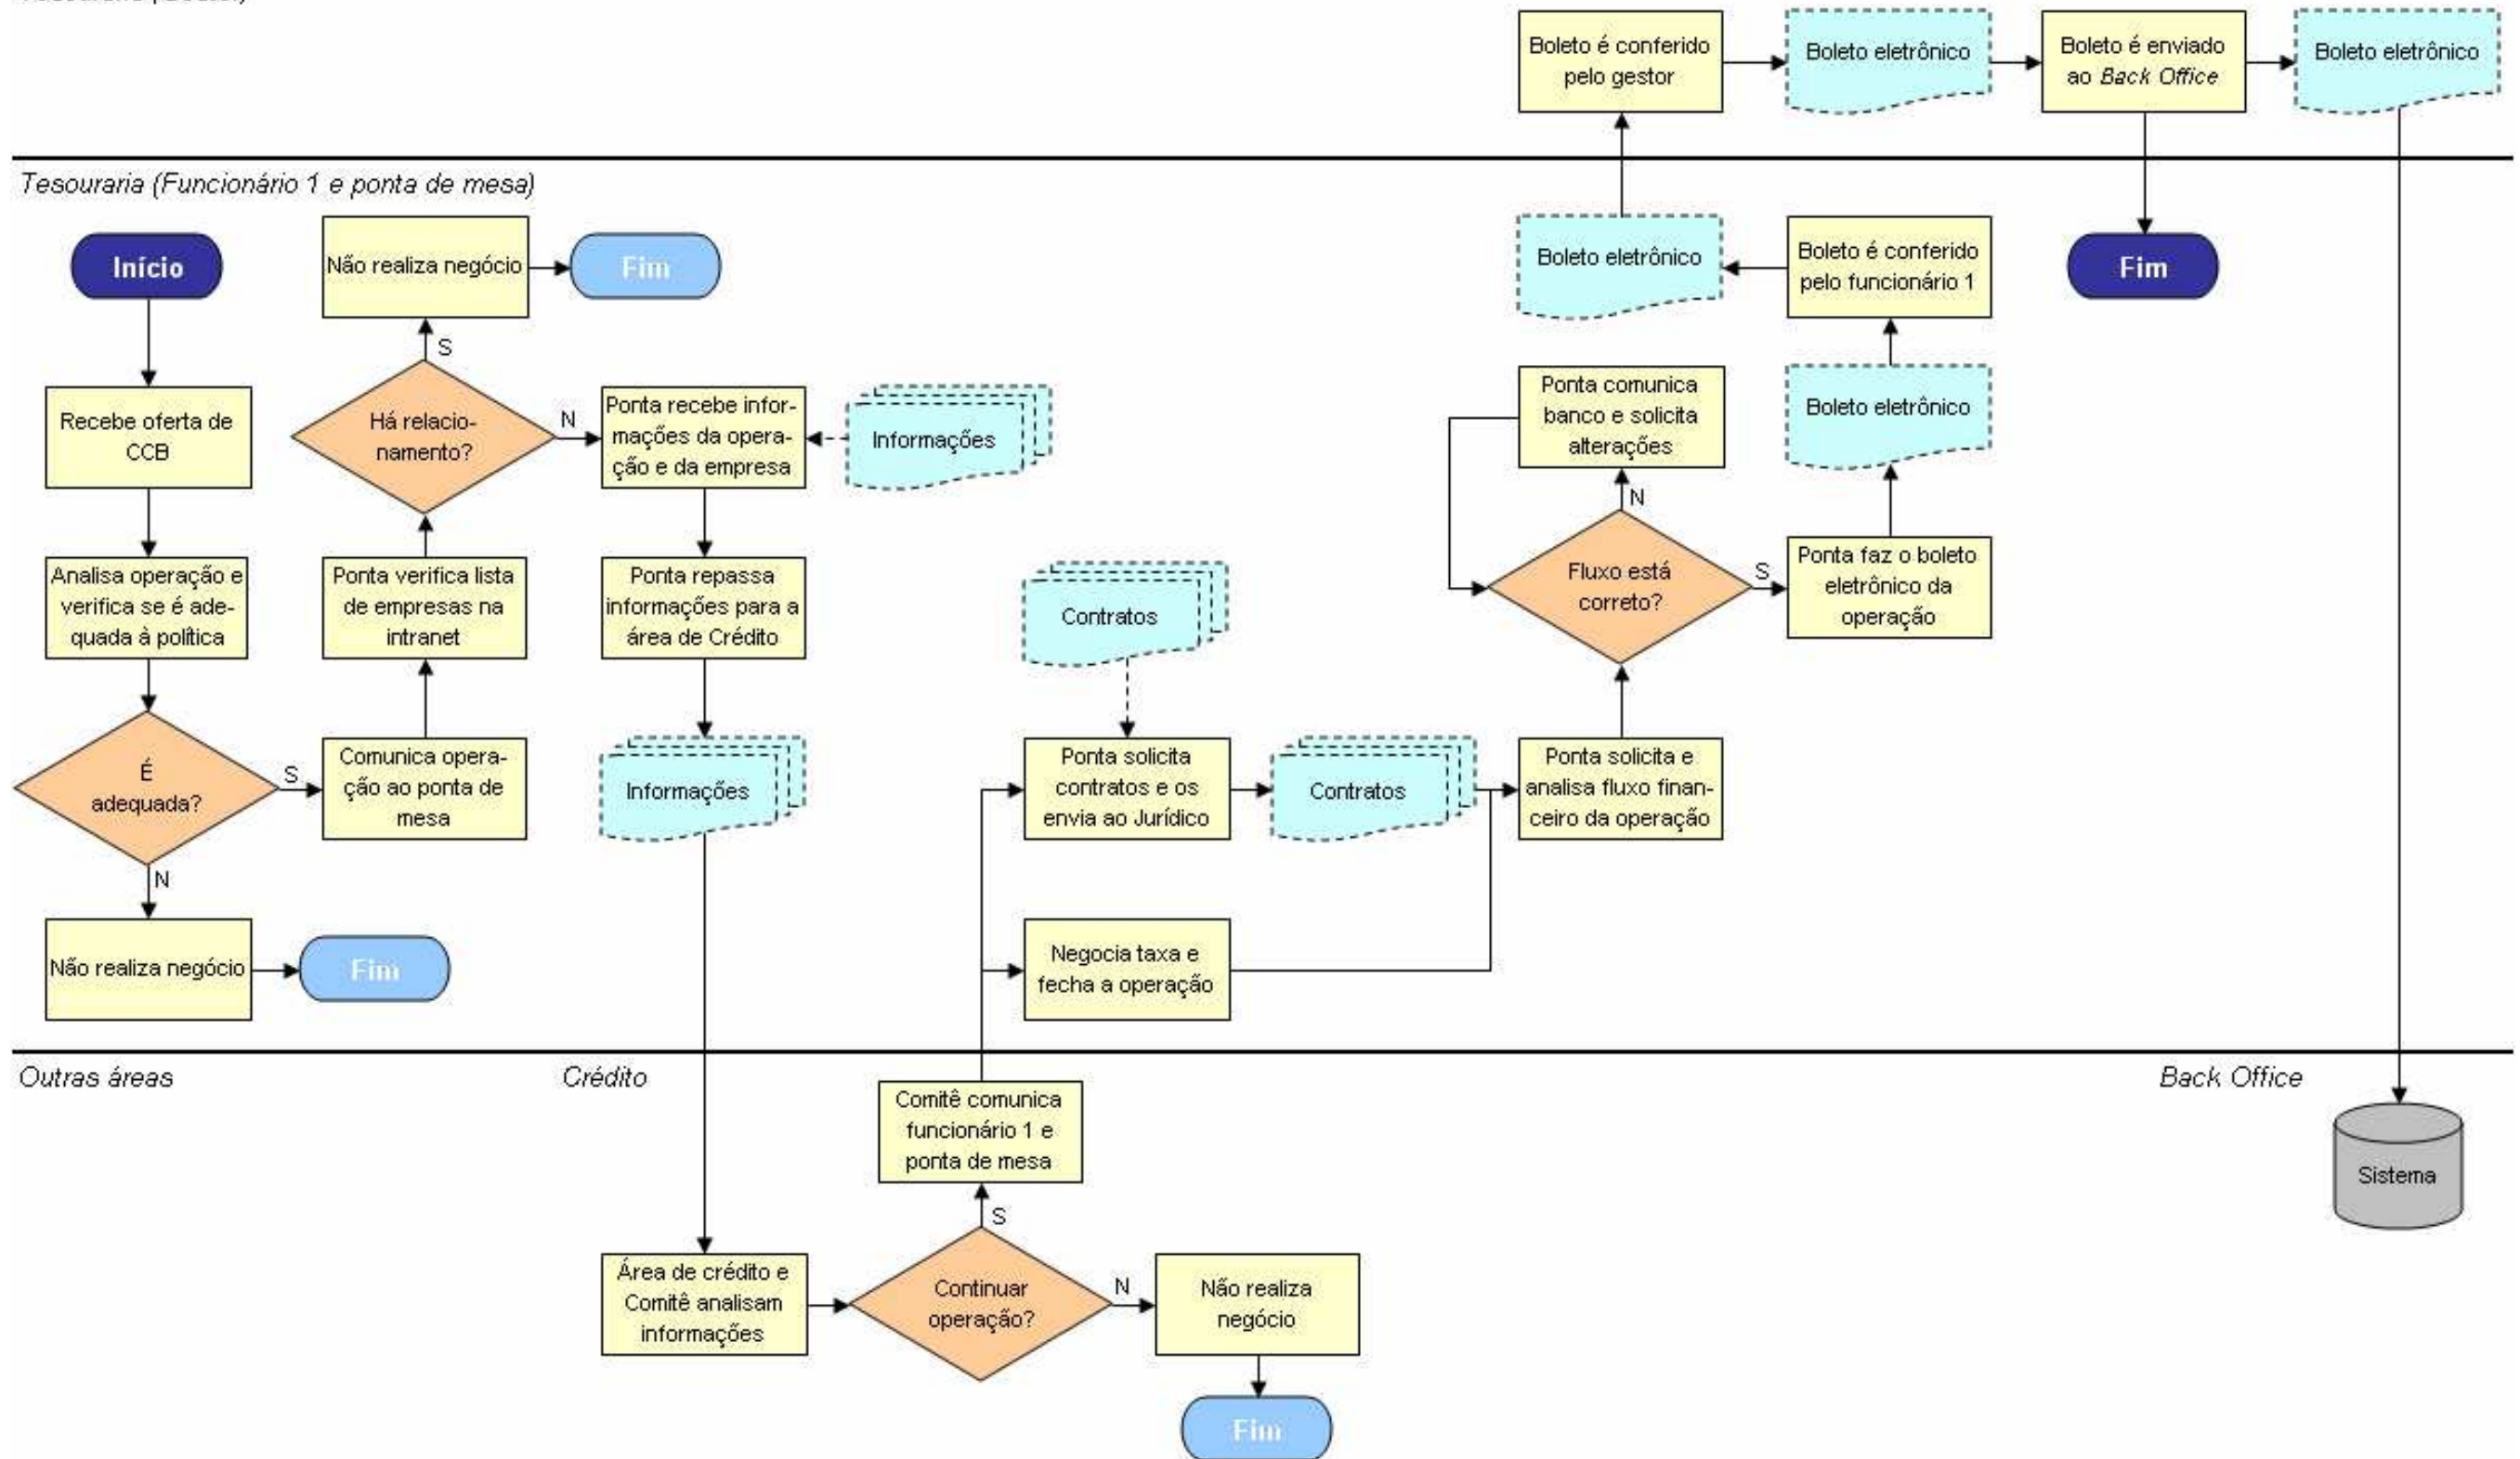 Boleto é conferido
pelo gestor
Boleto eletrônico
Boleto é enviado
ao Back Office
Boleto eletrônico
Tesouraria (Funcionário 1 e ponta de mesa)
Início
Não realiza negócio
Fim
Boleto eletrônico
Boleto é conferido
pelo funcionário 1
Fim
S
Recebe oferta de
CCB
Há relacio-
namento?
N
Ponta recebe infor-
mações da opera-
ção e da empresa
Informações
Ponta comunica
banco e solicita
alterações
Boleto eletrônico
N
Analisa operação e
verifica se é ade-
quada à política
Ponta verifica lista
de empresas na
intranet
Ponta repassa
informações para a
área de Crédito
Contratos
Fluxo está
correto?
S
Ponta faz o boleto
eletrônico da
operação
É
adequada?
S
Comunica opera-
ção ao ponta de
mesa
Informações
Ponta solicita
contratos e os
envia ao Jurídico
Contratos
Ponta solicita e
analisa fluxo finan-
ceiro da operação
N
Não realiza negócio
Fim
Negocia taxa e
fecha a operação
Outras áreas
Crédito
Back Office
Comitê comunica
funcionário 1 e
ponta de mesa
Sistema
S
Área de crédito e
Comitê analisam
informações
Continuar
operação?
N
Não realiza
negócio
Fim